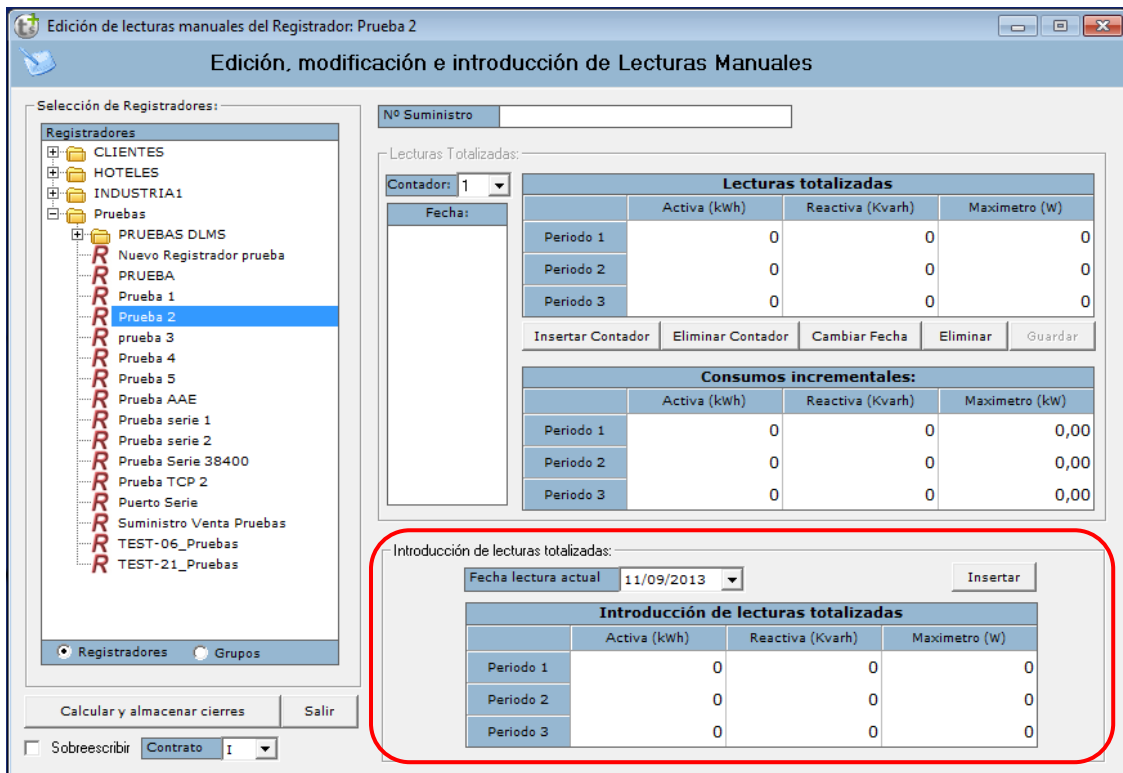 Edición de lecturas manuales del Registrador: Prueba 2
Edición, modificación e introducción de Lecturas Manuales
Selección de Registradores:
Registradores
CLIENTES
HOTELES
INDUSTRIA1
Pruebas
PRUEBAS DLMS
R Nuevo Registrador prueba
R PRUEBA
R Prueba 1
R Prueba 2
R prueba 3
R Prueba 4
R Prueba 5
R Prueba AAE
R Prueba serie 1
R Prueba serie 2
R Prueba Serie 38400
R Prueba TCP 2
R Puerto Serie
R Suministro Venta Pruebas
R TEST-06_Pruebas
R TEST-21_Pruebas
Registradores Grupos
Calcular y almacenar cierres Salir
Sobreescribir Contrato I
Nº Suministro
Lecturas Totalizadas:
Contador: 1
Fecha:
Lecturas totalizadas
Activa (kWh) Reactiva (Kvarh) Maximetro (W)
Periodo 1 0 0 0
Periodo 2 0 0 0
Periodo 3 0 0 0
Insertar Contador Eliminar Contador Cambiar Fecha Eliminar Guardar
Consumos incrementales:
Activa (kWh) Reactiva (Kvarh) Maximetro (kW)
Periodo 1 0 0 0,00
Periodo 2 0 0 0,00
Periodo 3 0 0 0,00
Introducción de lecturas totalizadas:
Fecha lectura actual 11/09/2013 Insertar
Introducción de lecturas totalizadas
Activa (kWh) Reactiva (Kvarh) Maximetro (W)
Periodo 1 0 0 0
Periodo 2 0 0 0
Periodo 3 0 0 0